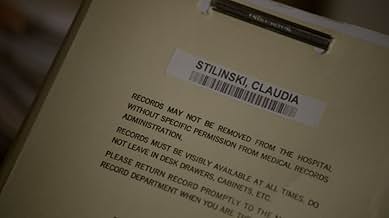 STILINSKI, CLAUDIA
RECORDS MAY NOT BE REMOVED FROM THE HOSPITAL
WITHOUT SPECIFIC PERMISSION FROM MEDICAL RECORDS
ADMINISTRATION.
RECORDS MUST BE VISIBLY AVAILABLE AT ALL TIMES, DO
NOT LEAVE IN DESK DRAWERS, CABINETS, ETC.
PLEASE RETURN RECORD PROMPTLY TO THE M
RECORD DEPARTMENT WHEN YOU ARE